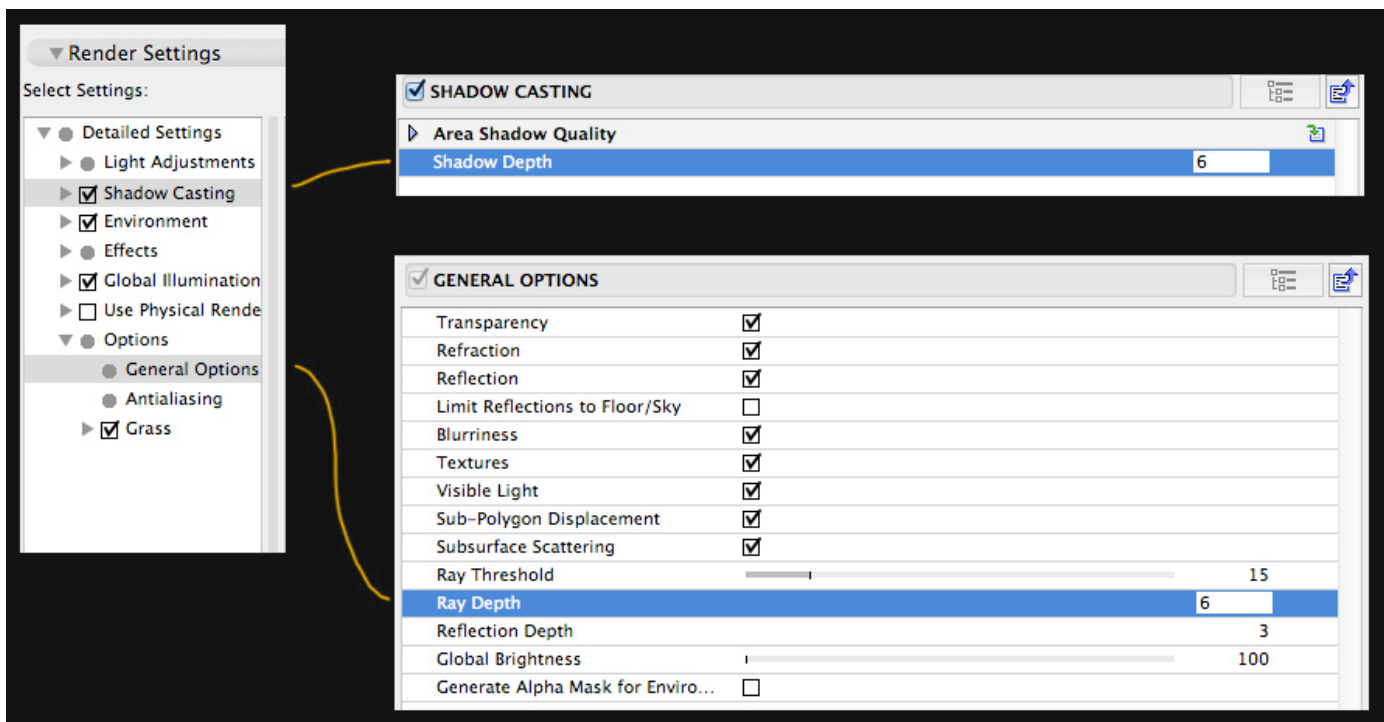 Render Settings
Select Settings:
Detailed Settings
Light Adjustments
Shadow Casting
Environment
Effects
Global Illumination
Use Physical Rende
Options
General Options
Antialiasing
Grass
SHADOW CASTING
Area Shadow Quality
Shadow Depth 6
GENERAL OPTIONS
Transparency
Refraction
Reflection
Limit Reflections to Floor/Sky
Blurriness
Textures
Visible Light
Sub-Polygon Displacement
Subsurface Scattering
Ray Threshold 15
Ray Depth 6
Reflection Depth 3
Global Brightness 100
Generate Alpha Mask for Enviro...